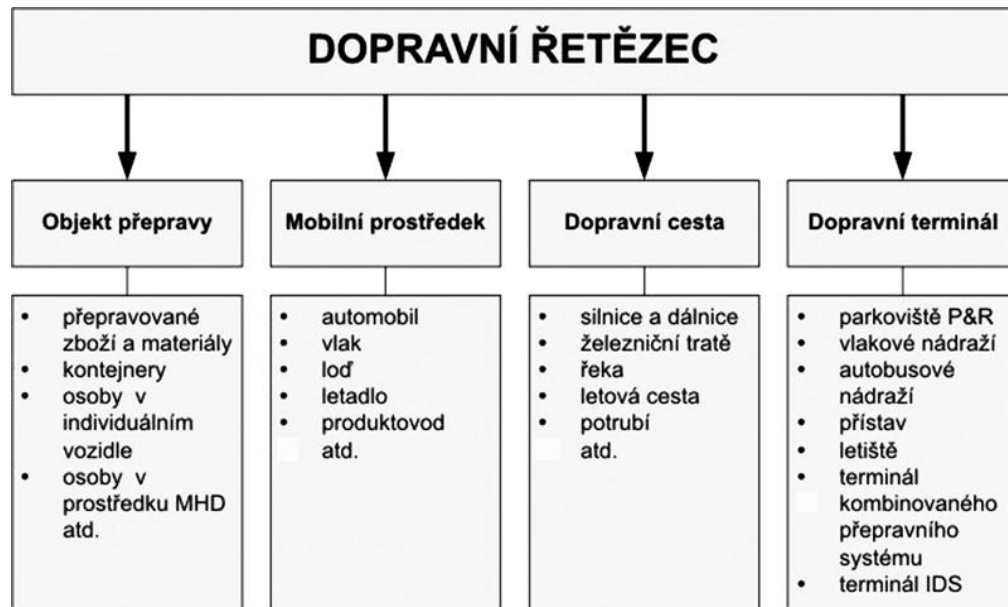 DOPRAVNÍ ŘETĚZEC
Objekt přepravy
Mobilní prostředek
Dopravní cesta
Dopravní terminál
• přepravované
zboží a materiály
• kontejnery
• osoby v
individuálním
vozidle
• osoby v
prostředku MHD
atd.
• automobil
• vlak
• loď
• letadlo
• produktovod
atd.
• silnice a dálnice
• železniční tratě
• řeka
• letová cesta
• potrubí
atd.
• parkoviště P&R
• vlakové nádraží
• autobusové
nádraží
• přístav
• letiště
• terminál
kombinovaného
přepravního
systému
• terminál IDS